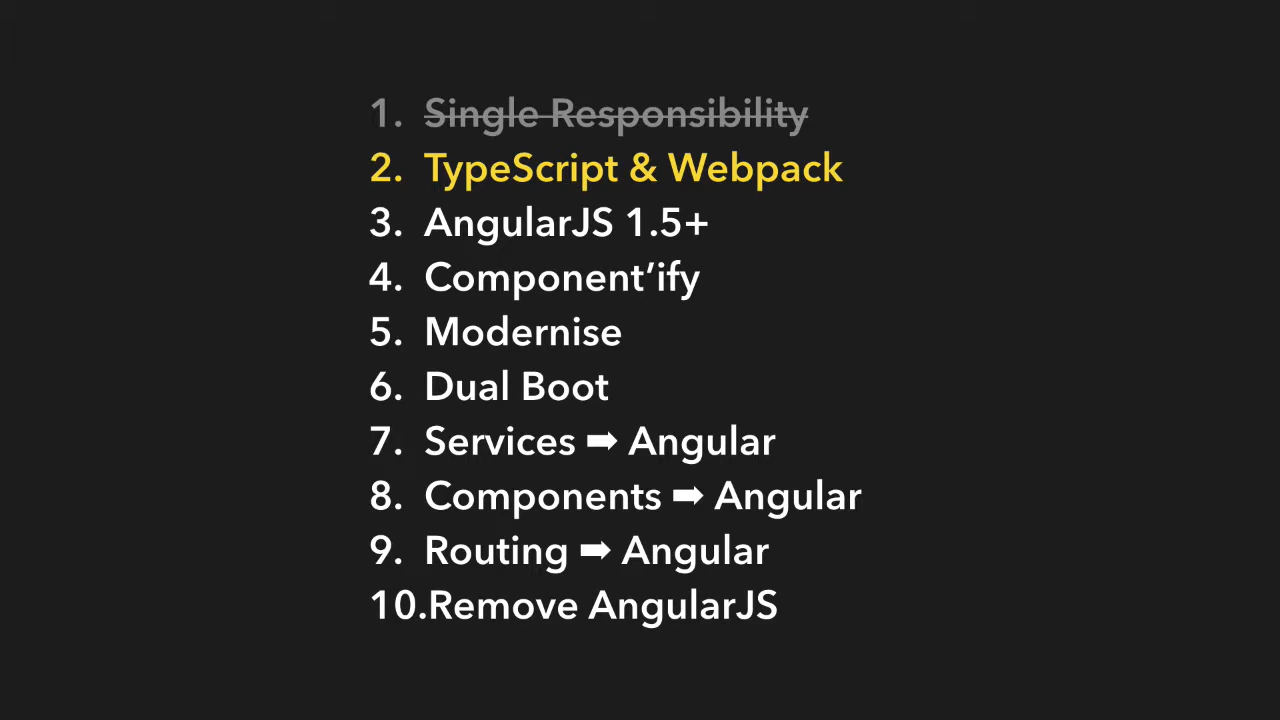 1. Single Responsibility
2. TypeScript & Webpack
3. AngularJS 1.5+
4. Component’ify
5. Modernise
6. Dual Boot
7. Services ➡ Angular
8. Components ➡ Angular
9. Routing ➡ Angular
10.Remove AngularJS